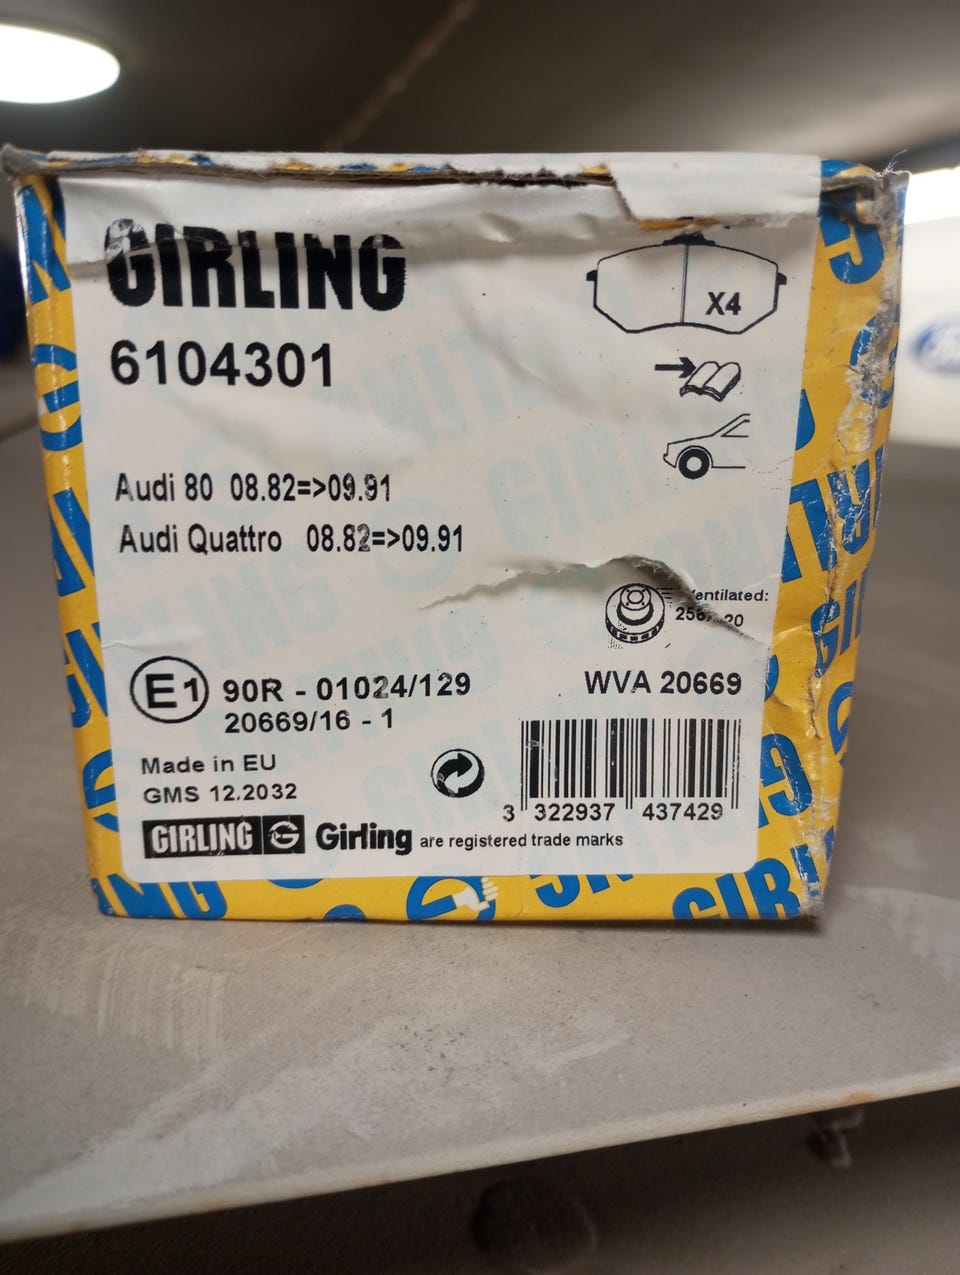 GIRLING
X4
6104301
Audi 80 08.82=>09.91
Audi Quattro 08.82=>09.91
E1
90R - 01024/129
20669/16 - 1
WVA 20669
Made in EU
GMS 12.2032
3 322937 437429
GIRLING G Girling are registered trade marks